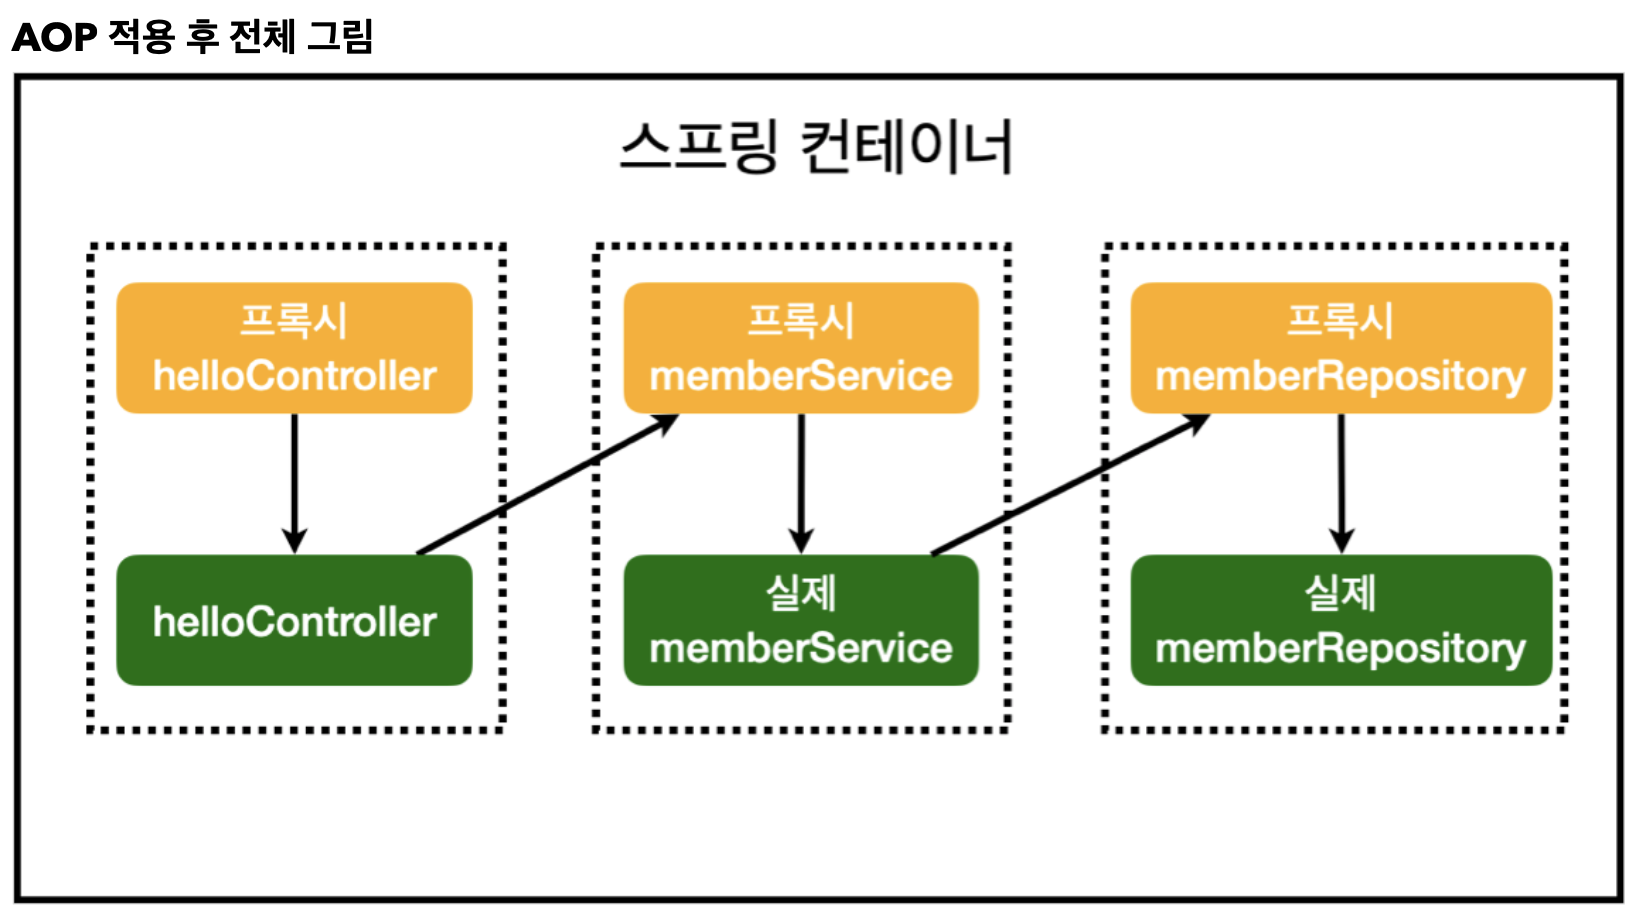 AOP 적용 후 전체 그림
스프링 컨테이너
프록시
helloController
프록시
memberService
프록시
memberRepository
helloController
실제
memberService
실제
memberRepository